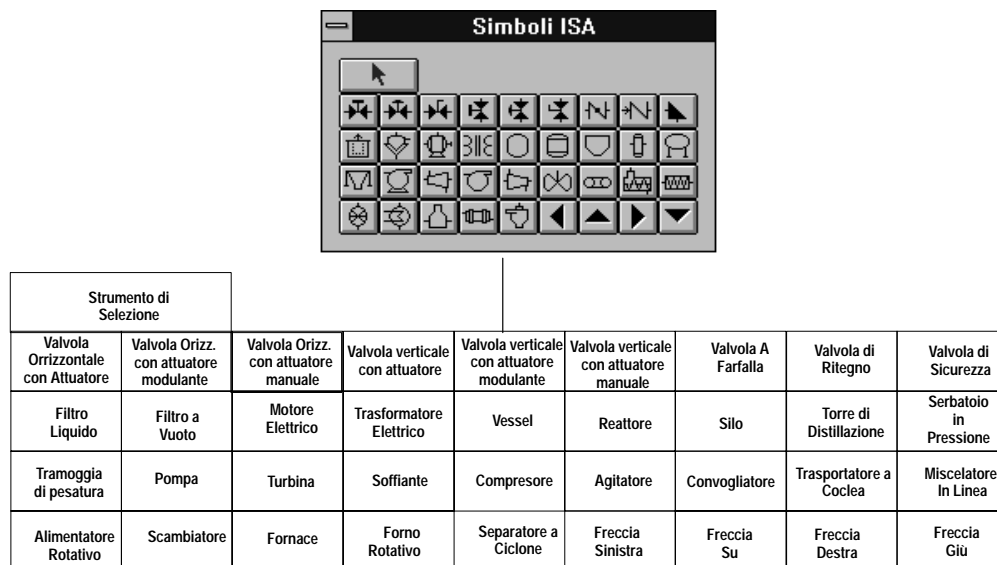 Simboli ISA
Strumento di
Selezione
Valvola
Orrizzontale
con Attuatore
Valvola Orizz.
con attuatore
modulante
Valvola Orizz.
con attuatore
manuale
Valvola verticale
con attuatore
Valvola verticale
con attuatore
modulante
Valvola verticale
con attuatore
manuale
Valvola A
Farfalla
Valvola di
Ritegno
Valvola di
Sicurezza
Filtro
Liquido
Filtro a
Vuoto
Motore
Elettrico
Trasformatore
Elettrico
Vessel
Reattore
Silo
Torre di
Distillazione
Serbatoio
in
Pressione
Tramoggia
di pesatura
Pompa
Turbina
Soffiante
Compresore
Agitatore
Convogliatore
Trasportatore a
Coclea
Miscelatore
In Linea
Alimentatore
Rotativo
Scambiatore
Fornace
Forno
Rotativo
Separatore a
Ciclone
Freccia
Sinistra
Freccia
Su
Freccia
Destra
Freccia
Giù